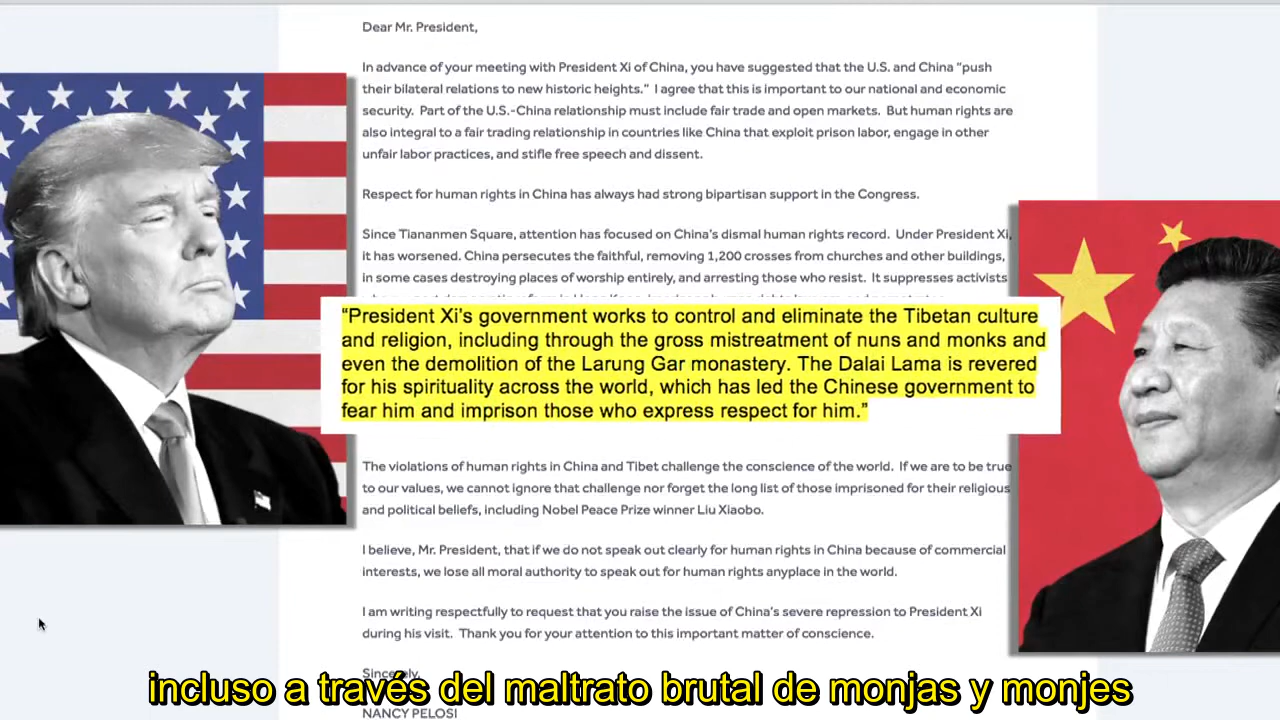 Dear Mr. President,
In advance of your meeting with President Xi of China, you have suggested that the U.S. and China “push
their bilateral relations to new historic heights.” I agree that this is important to our national and economic
security. Part of the U.S.-China relationship must include fair trade and open markets. But human rights are
also integral to a fair trading relationship in countries like China that exploit prison labor, engage in other
unfair labor practices, and stifle free speech and dissent.
Respect for human rights in China has always had strong bipartisan support in the Congress.
Since Tiananmen Square, attention has focused on China’s dismal human rights record. Under President Xi,
it has worsened. China persecutes the faithful, removing 1,200 crosses from churches and other buildings,
in some cases destroying places of worship entirely, and arresting those who resist. It suppresses activists
“President Xi’s government works to control and eliminate the Tibetan culture
and religion, including through the gross mistreatment of nuns and monks and
even the demolition of the Larung Gar monastery. The Dalai Lama is revered
for his spirituality across the world, which has led the Chinese government to
fear him and imprison those who express respect for him.”
The violations of human rights in China and Tibet challenge the conscience of the world. If we are to be true
to our values, we cannot ignore that challenge nor forget the long list of those imprisoned for their religious
and political beliefs, including Nobel Peace Prize winner Liu Xiaobo.
I believe, Mr. President, that if we do not speak out clearly for human rights in China because of commercial
interests, we lose all moral authority to speak out for human rights anyplace in the world.
I am writing respectfully to request that you raise the issue of China’s severe repression to President Xi
during his visit. Thank you for your attention to this important matter of conscience.
Sincerely,
incluso a través del maltrato brutal de monjas y monjes
NANCY PELOSI